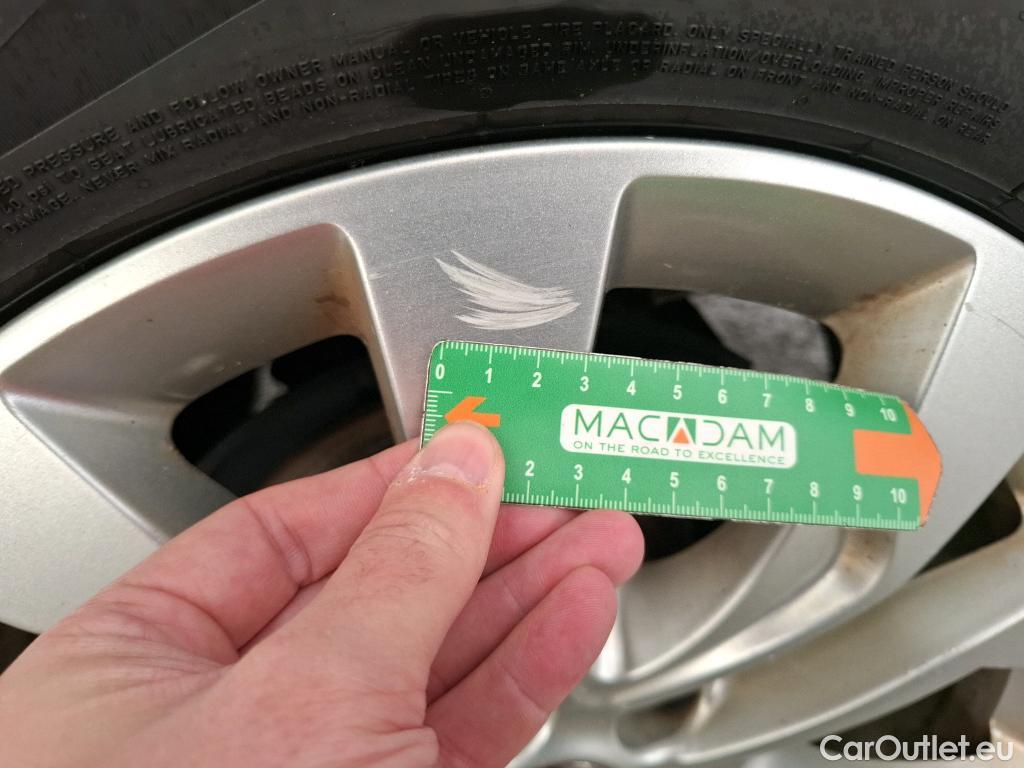 PRESSURE AND FOLLOW OWNER MANUAL OR VEHICLE TIRE PLACARD. ONLY SPECIALLY TRAINED PERSON SHOULD
PSI TO SEAT LUBRICATED BEADS ON CLEAN UNDAMAGED RIM. UNDERINFLATION/OVERLOADING IMPROPER REPAIRS
DAMAGE. NEVER MIX RADIAL AND NON-RADIAL TIRES ON SAME AXLE OR RADIAL ON FRONT AND NON-RADIAL ON REAR
0 1 2 3 4 5 6 7 8 9 10
MACADAM
ON THE ROAD TO EXCELLENCE
2 3 4 5 6 7 8 9 10
CarOutlet.eu